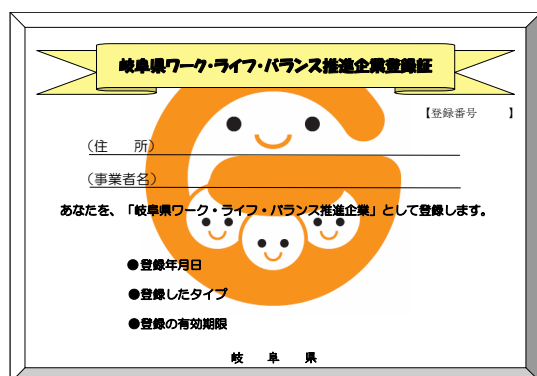 岐阜県ワーク・ライフ・バランス推進企業登録証
【登録番号　　　】
（住　所）
（事業者名）
あなたを、「岐阜県ワーク・ライフ・バランス推進企業」として登録します。
●登録年月日
●登録したタイプ
●登録の有効期限
岐　阜　県